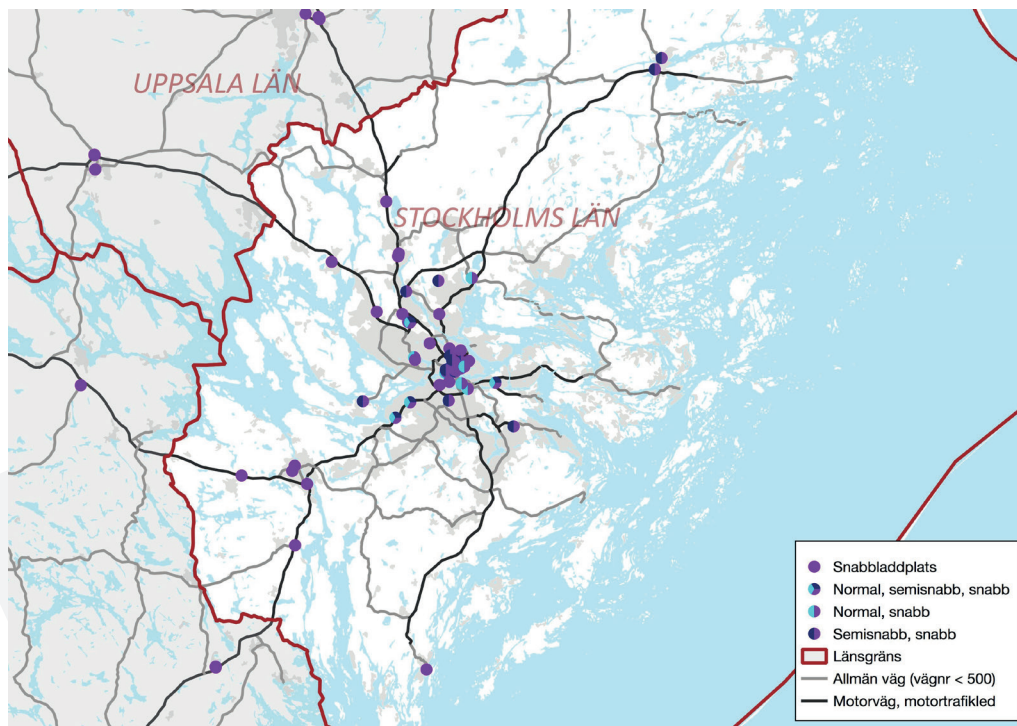 UPPSALA LÄN
STOCKHOLMS LÄN
Snabbladdplats
Normal, semisnabb, snabb
Normal, snabb
Semisnabb, snabb
Länsgräns
Allmän väg (vägnr < 500)
Motorväg, motortrafikled